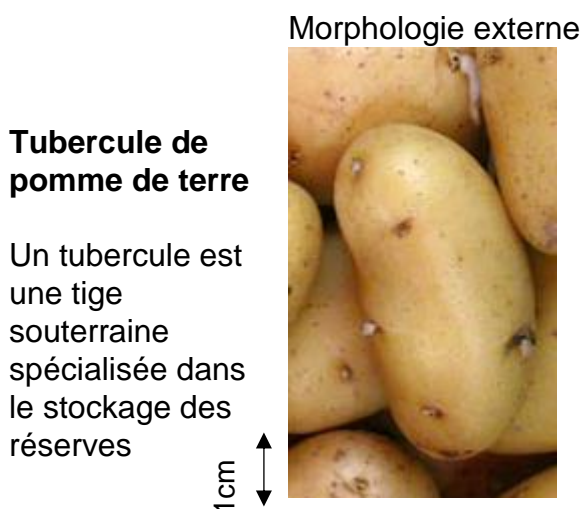 Morphologie externe
Tubercule de
pomme de terre
Un tubercule est
une tige
souterraine
spécialisée dans
le stockage des
réserves
1cm